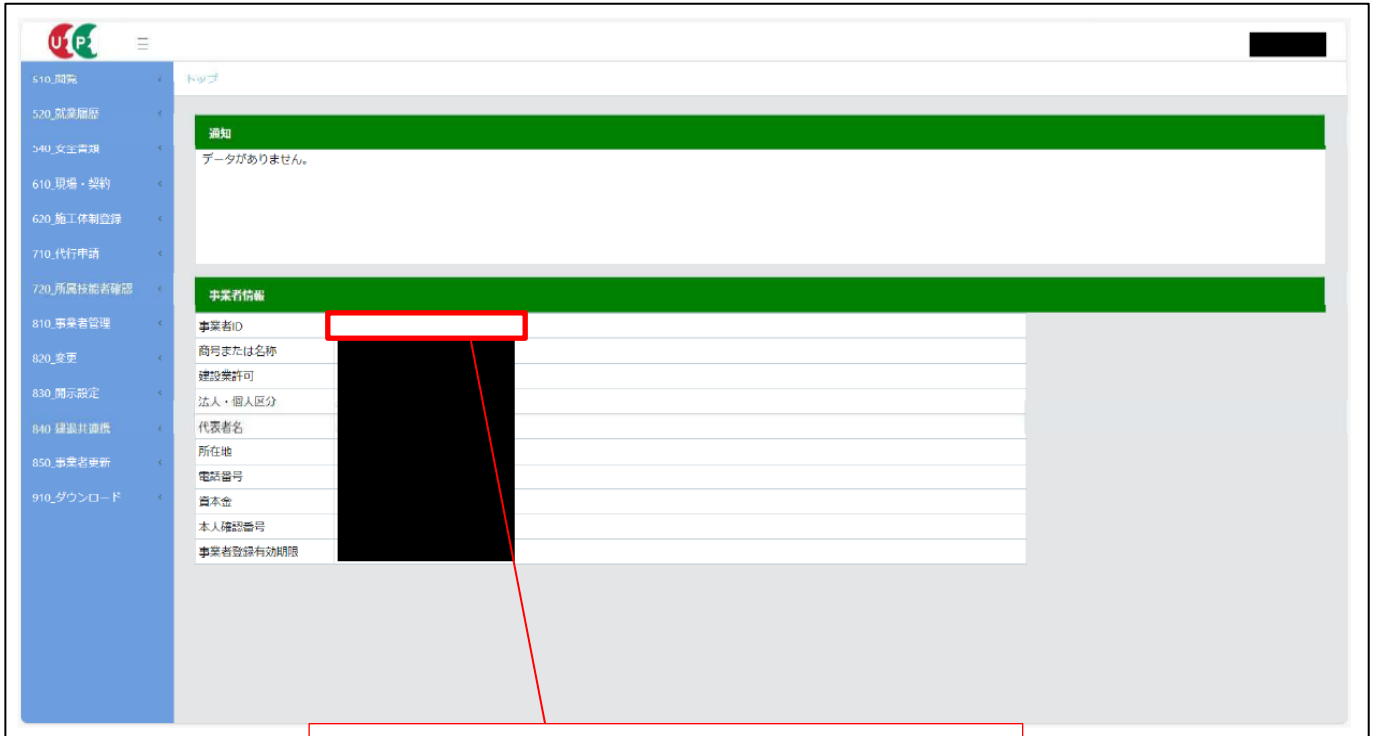 U1P1
510_閲覧
520_就業履歴
540_安全書類
610_現場・契約
620_施工体制登録
710_代行申請
720_所属技能者確認
810_事業者管理
820_変更
830_開示設定
840_建退共連携
850_事業者更新
910_ダウンロード
トップ
通知
データがありません。
事業者情報
事業者ID
商号または名称
建設業許可
法人・個人区分
代表者名
所在地
電話番号
資本金
本人確認番号
事業者登録有効期限